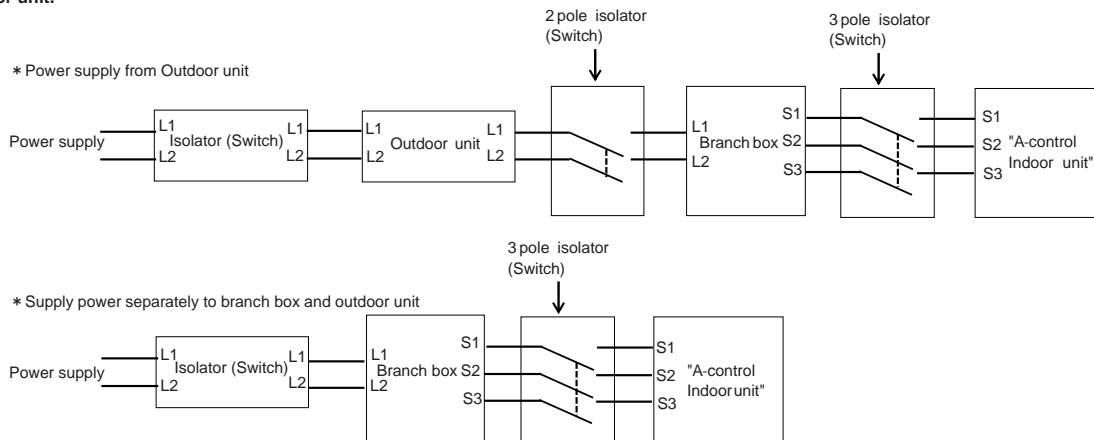 or unit.
2 pole isolator
(Switch)
3 pole isolator
(Switch)
* Power supply from Outdoor unit
Power supply
L1 Isolator (Switch) L1
L2 L2
L1 Outdoor unit L1
L2 L2
L1 Branch box S1
L2 S2
S3
S1
S2 "A-control
Indoor unit"
S3
3 pole isolator
(Switch)
* Supply power separately to branch box and outdoor unit
Power supply
L1 Isolator (Switch) L1
L2 L2
L1 S1
L2 Branch box S2
S3
S1
S2 "A-control
Indoor unit"
S3